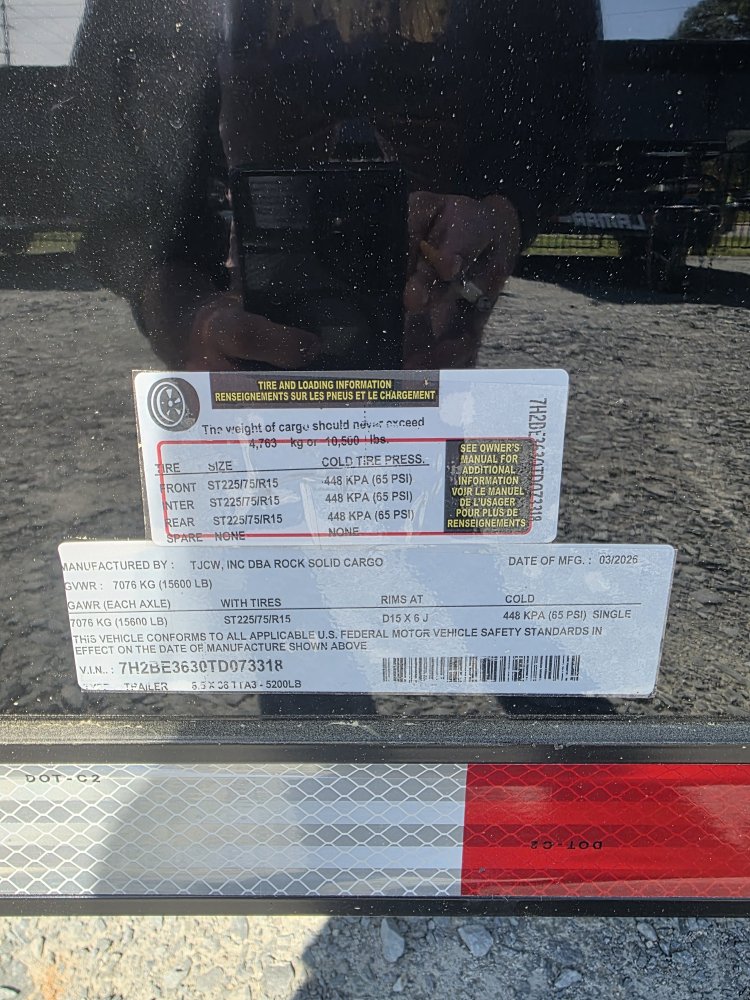 LAMAR
TIRE AND LOADING INFORMATION
RENSEIGNEMENTS SUR LES PNEUS ET LE CHARGEMENT
The weight of cargo should never exceed
4,763 kg or 10,500 lbs.
TIRE SIZE COLD TIRE PRESS.
FRONT ST225/75/R15 448 KPA (65 PSI)
INTER ST225/75/R15 448 KPA (65 PSI)
REAR ST225/75/R15 448 KPA (65 PSI)
SPARE NONE NONE
SEE OWNER'S
MANUAL FOR
ADDITIONAL
INFORMATION
VOIR LE MANUEL
DE L'USAGER
POUR PLUS DE
RENSEIGNEMENTS
7H2BE3630TD073318
MANUFACTURED BY : TJCW, INC DBA ROCK SOLID CARGO DATE OF MFG. : 03/2026
GVWR : 7076 KG (15600 LB)
GAWR (EACH AXLE) WITH TIRES RIMS AT COLD
7076 KG (15600 LB) ST225/75/R15 D15 X 6 J 448 KPA (65 PSI) SINGLE
THIS VEHICLE CONFORMS TO ALL APPLICABLE U.S. FEDERAL MOTOR VEHICLE SAFETY STANDARDS IN
EFFECT ON THE DATE OF MANUFACTURE SHOWN ABOVE
V.I.N.: 7H2BE3630TD073318
TYPE TRAILER TA3 - 5200LB
DOT-C2
DOT-C2